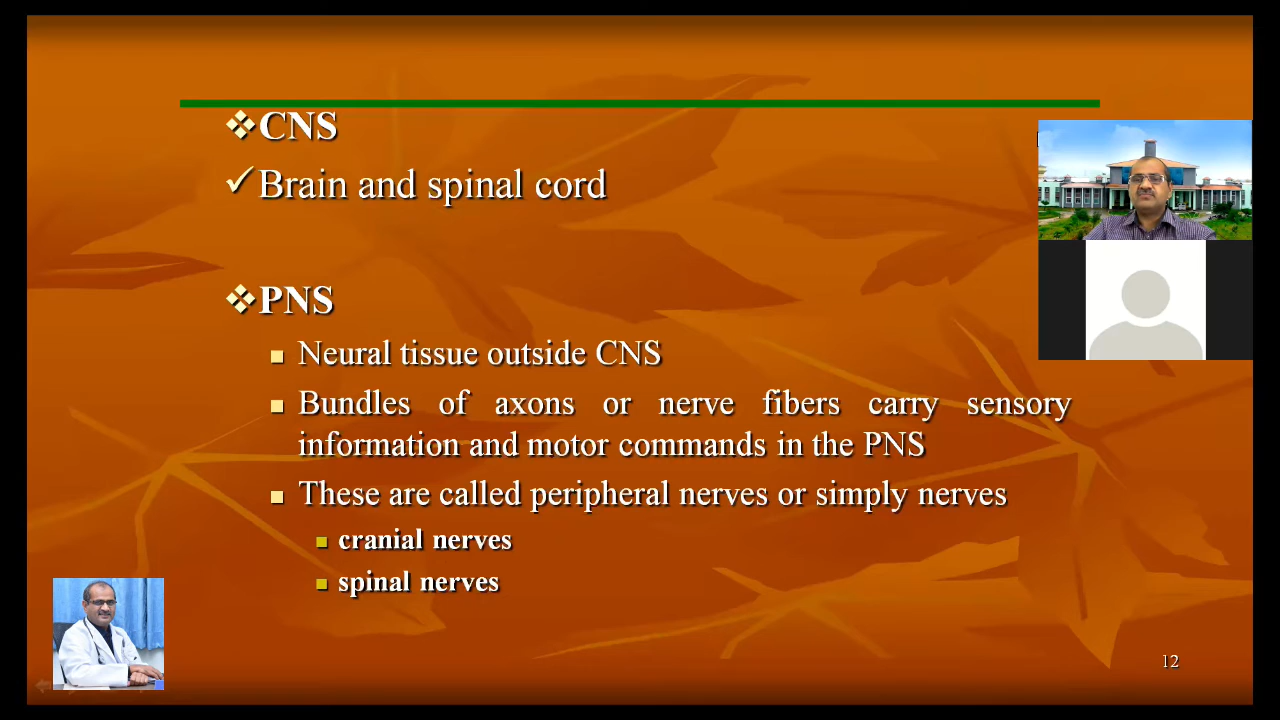 CNS
Brain and spinal cord
PNS
Neural tissue outside CNS
Bundles of axons or nerve fibers carry sensory
information and motor commands in the PNS
These are called peripheral nerves or simply nerves
cranial nerves
spinal nerves
12